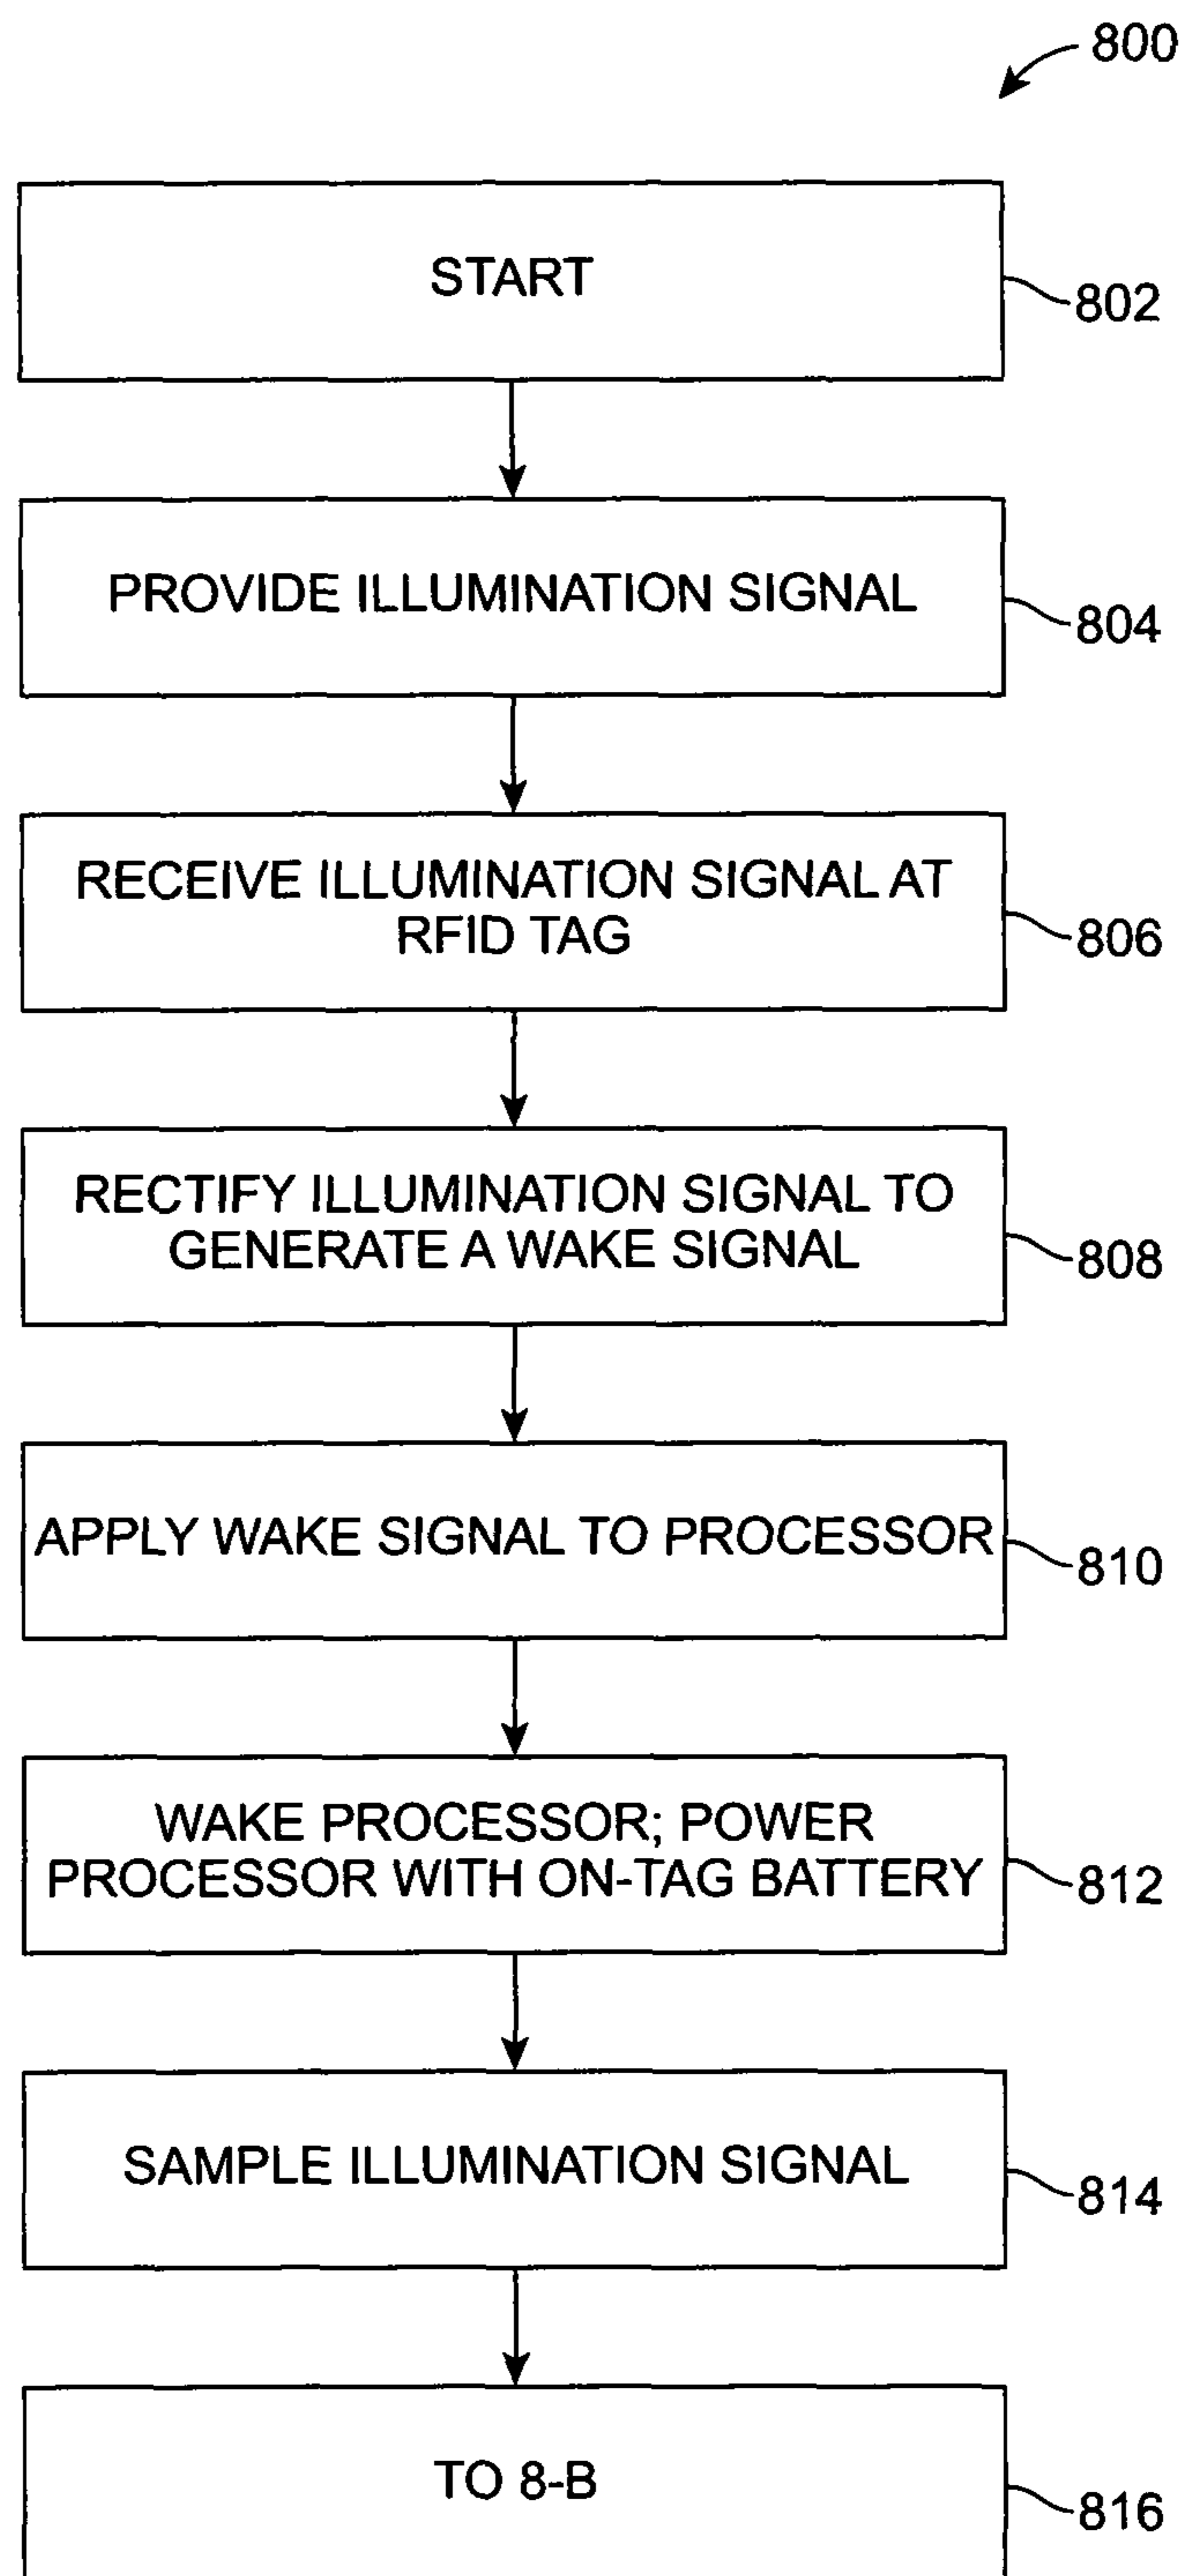 800
START
802
PROVIDE ILLUMINATION SIGNAL
804
RECEIVE ILLUMINATION SIGNAL AT
RFID TAG
806
RECTIFY ILLUMINATION SIGNAL TO
GENERATE A WAKE SIGNAL
808
APPLY WAKE SIGNAL TO PROCESSOR
810
WAKE PROCESSOR; POWER
PROCESSOR WITH ON-TAG BATTERY
812
SAMPLE ILLUMINATION SIGNAL
814
TO 8-B
816